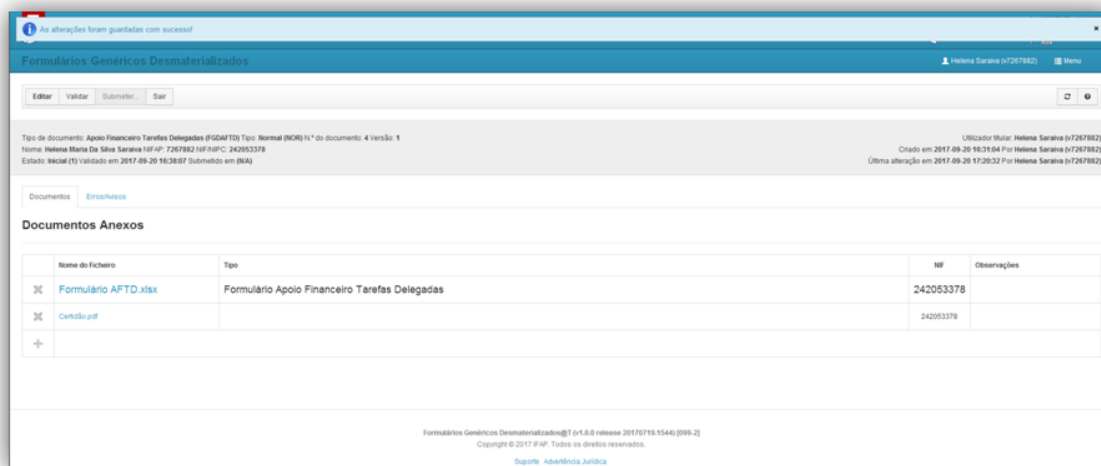 As alterações foram guardadas com sucesso!
Formulários Genéricos Desmaterializados
Helena Saraiva (v7267882) Menu
Editar Validar Submeter... Sair
Tipo de documento: Apoio Financeiro Tarefas Delegadas (FGDAFTD) Tipo: Normal (NOR) N.º do documento: 4 Versão: 1
Nome: Helena Maria Da Silva Saraiva NIFAP: 7267882 NIF/NIPC: 242053378
Estado: Inicial (1) Validado em 2017-09-20 16:38:07 Submetido em (N/A)
Utilizador titular: Helena Saraiva (v7267882)
Criado em 2017-09-20 16:31:04 Por Helena Saraiva (v7267882)
Última alteração em 2017-09-20 17:20:32 Por Helena Saraiva (v7267882)
Documentos Erros/Avisos
Documentos Anexos
Nome do Ficheiro Tipo NIF Observações
Formulário AFTD.xlsx Formulário Apoio Financeiro Tarefas Delegadas 242053378
Certidão.pdf 242053378
Formulários Genéricos Desmaterializados@T (v1.0.0 release 20170719.1544) [099-2]
Copyright © 2017 IFAP. Todos os direitos reservados.
Suporte Advertência Jurídica